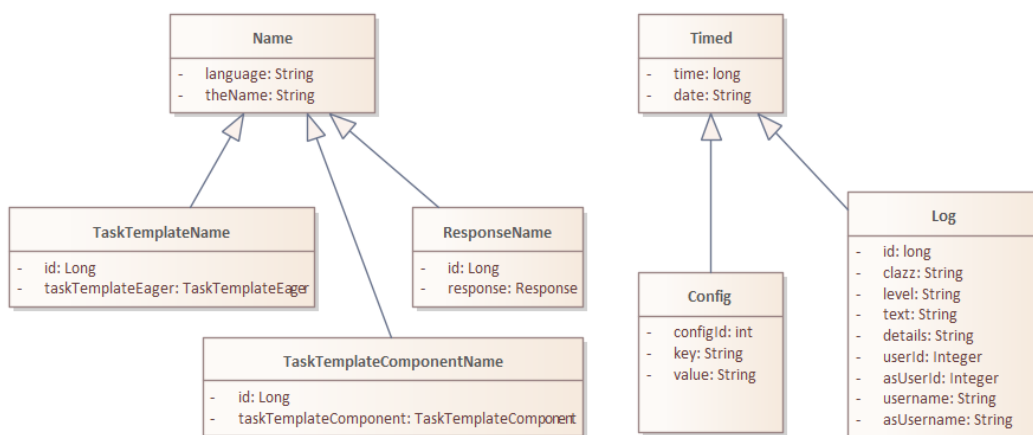 Name
- language: String
- theName: String
Timed
- time: long
- date: String
TaskTemplateName
- id: Long
- taskTemplateEager: TaskTemplateEager
ResponseName
- id: Long
- response: Response
TaskTemplateComponentName
- id: Long
- taskTemplateComponent: TaskTemplateComponent
Config
- configId: int
- key: String
- value: String
Log
- id: long
- clazz: String
- level: String
- text: String
- details: String
- userId: Integer
- asUserId: Integer
- username: String
- asUsername: String